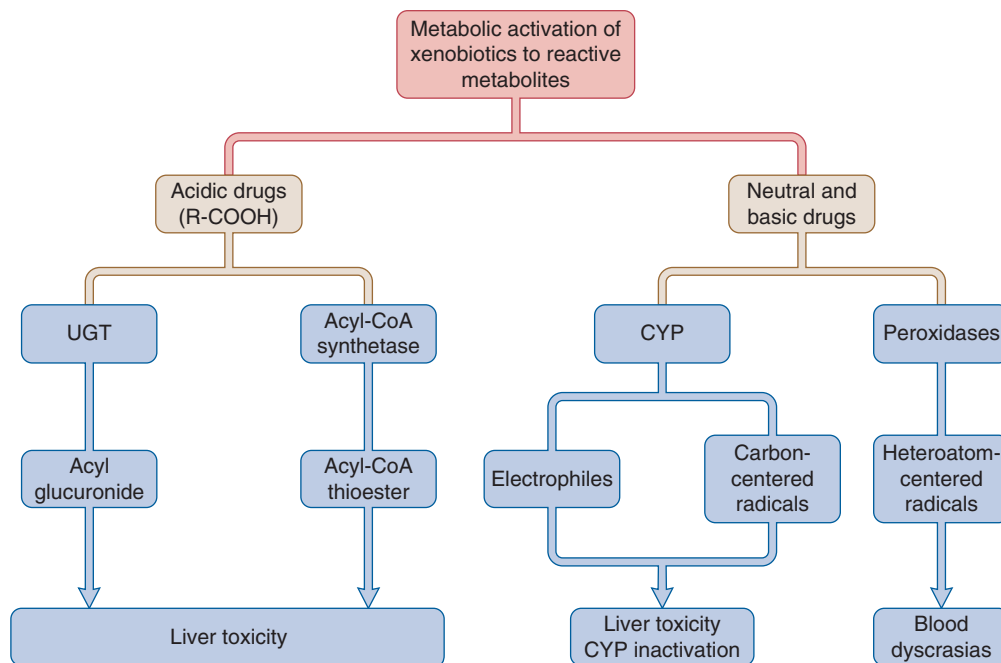 Metabolic activation of
xenobiotics to reactive
metabolites
Acidic drugs
(R-COOH)
Neutral and
basic drugs
UGT
Acyl-CoA
synthetase
CYP
Peroxidases
Acyl
glucuronide
Acyl-CoA
thioester
Electrophiles
Carbon-
centered
radicals
Heteroatom-
centered
radicals
Liver toxicity
Liver toxicity
CYP inactivation
Blood
dyscrasias